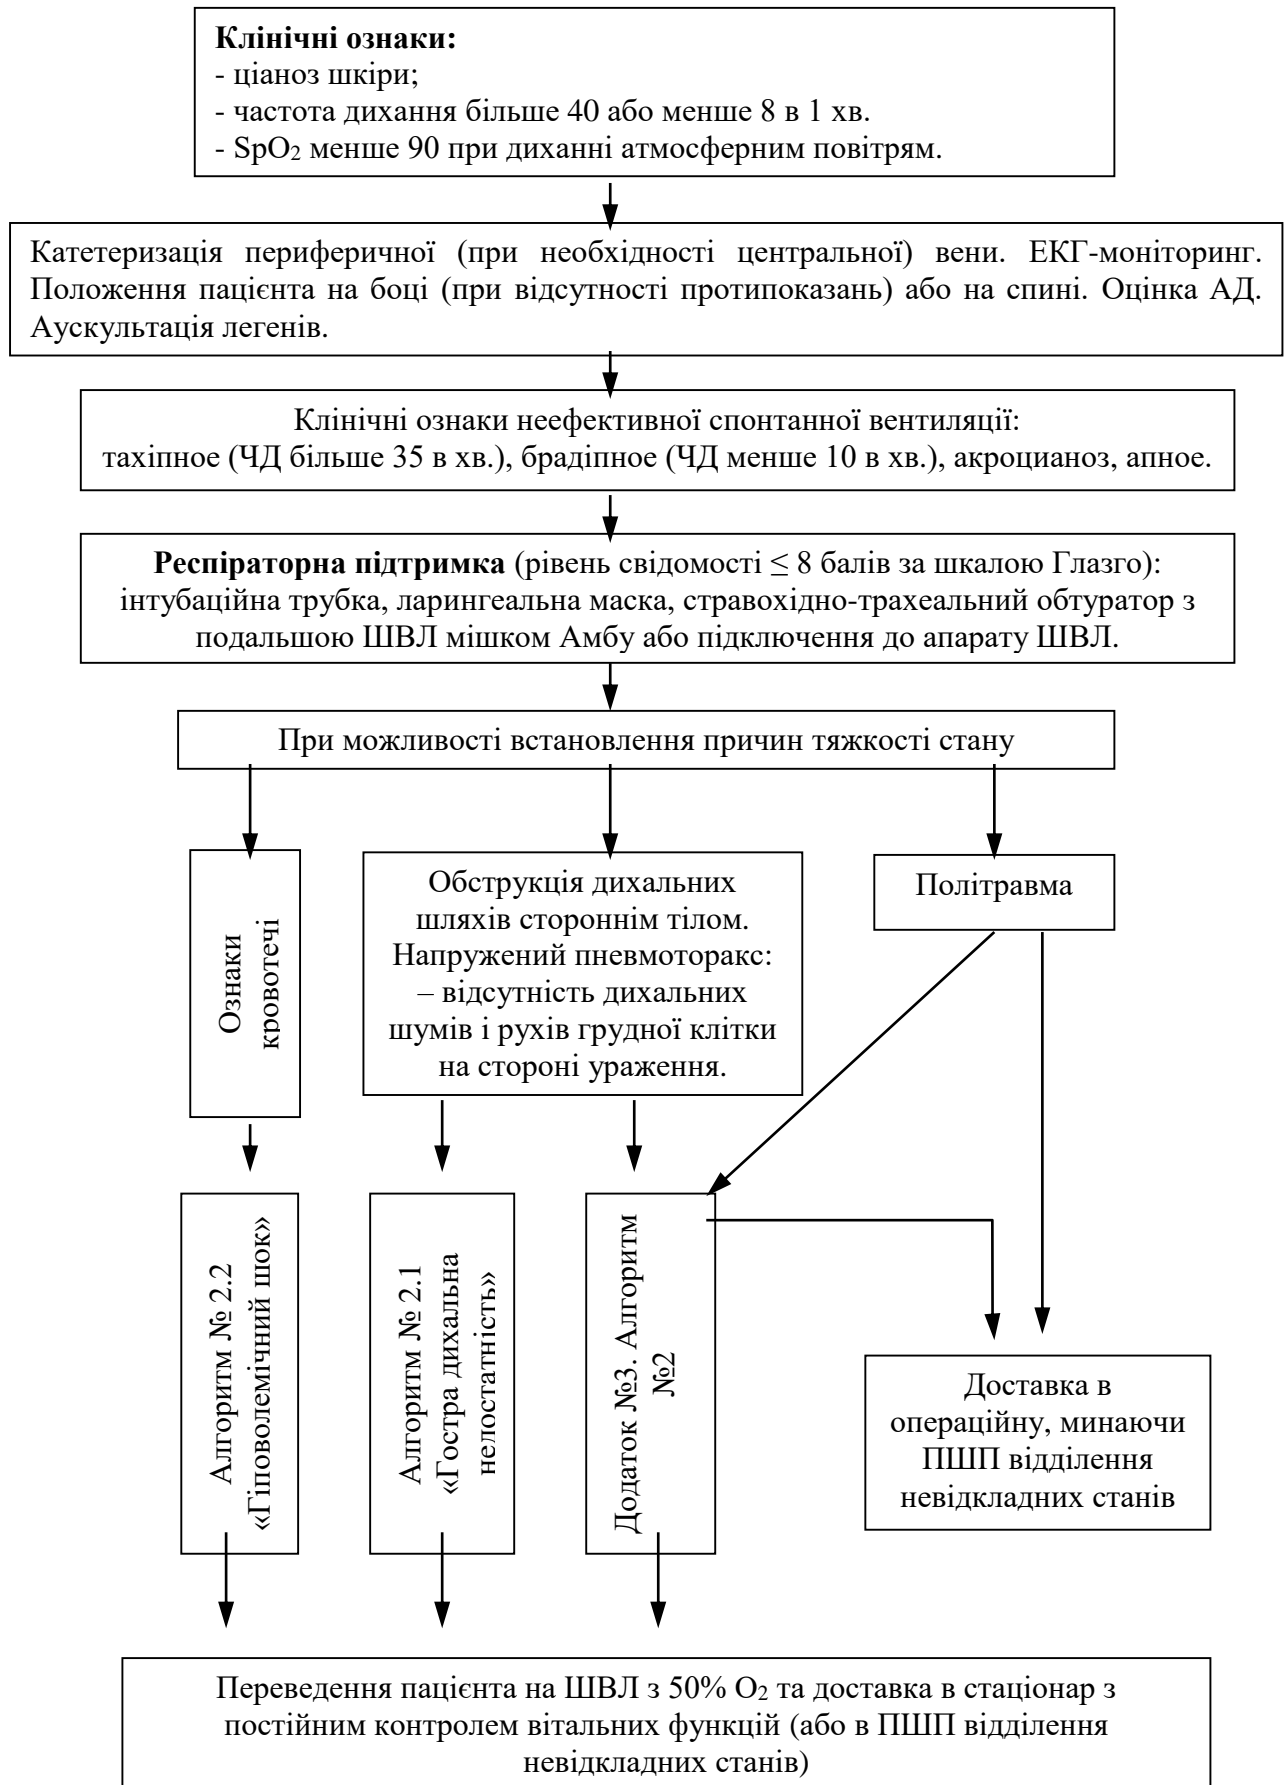 Клінічні ознаки:
- ціаноз шкіри;
- частота дихання більше 40 або менше 8 в 1 хв.
- SpO₂ менше 90 при диханні атмосферним повітрям.
Катетеризація периферичної (при необхідності центральної) вени. ЕКГ-моніторинг.
Положення пацієнта на боці (при відсутності протипоказань) або на спині. Оцінка АД.
Аускультація легенів.
Клінічні ознаки неефективної спонтанної вентиляції:
тахіпное (ЧД більше 35 в хв.), брадіпное (ЧД менше 10 в хв.), акроцианоз, апное.
Респіраторна підтримка (рівень свідомості ≤ 8 балів за шкалою Глазго):
інтубаційна трубка, ларингеальна маска, стравохідно-трахеальний обтуратор з
подальшою ШВЛ мішком Амбу або підключення до апарату ШВЛ.
При можливості встановлення причин тяжкості стану
Ознаки
кровотечі
Обструкція дихальних
шляхів стороннім тілом.
Напружений пневмоторакс:
– відсутність дихальних
шумів і рухів грудної клітки
на стороні ураження.
Політравма
Алгоритм № 2.2
«Гіповолемічний шок»
Алгоритм № 2.1
«Гостра дихальна
нелостатність»
Додаток №3. Алгоритм
№2
Доставка в
операційну, минаючи
ПШП відділення
невідкладних станів
Переведення пацієнта на ШВЛ з 50% O₂ та доставка в стаціонар з
постійним контролем вітальних функцій (або в ПШП відділення
невідкладних станів)